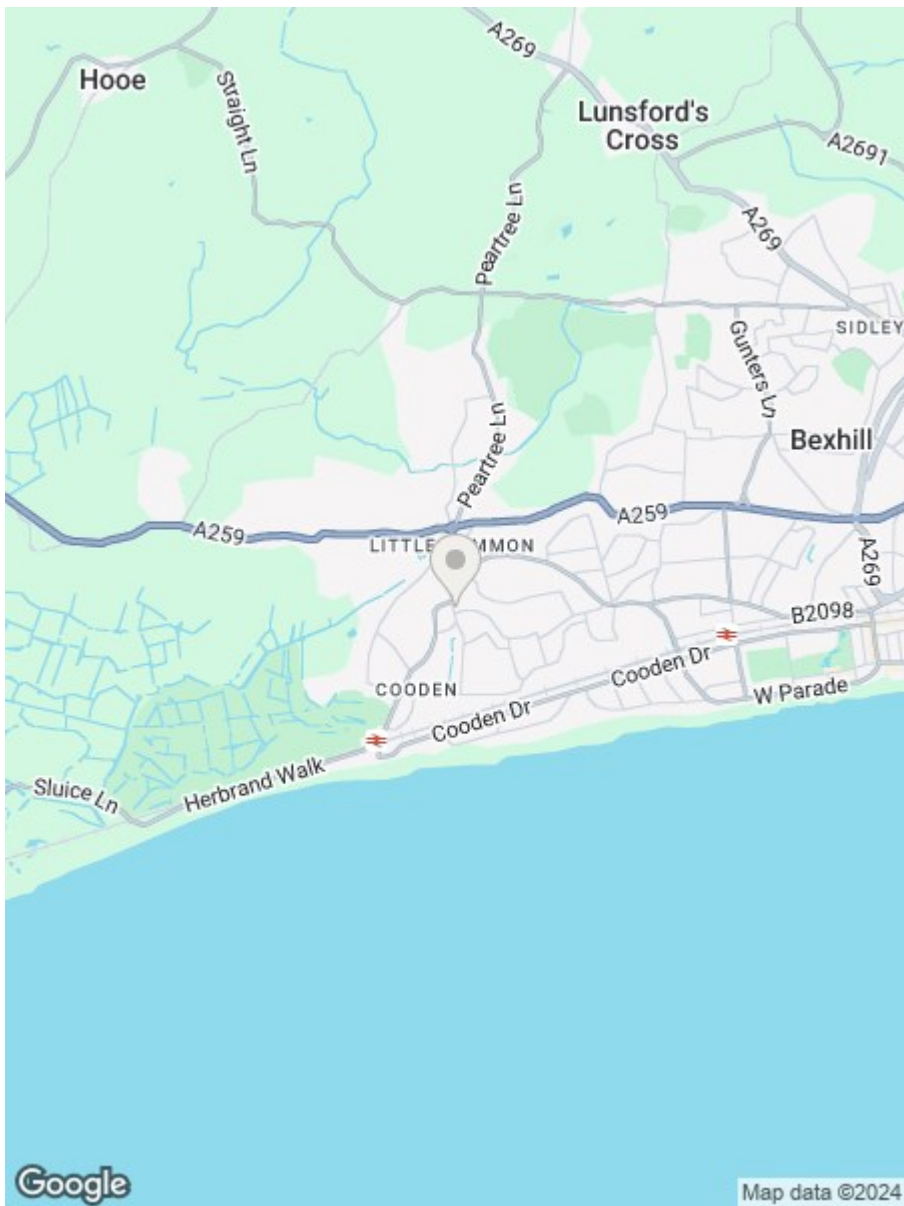 A269
Hooe
Straight Ln
Lunsford's
Cross
A2691
Peartree Ln
A269
SIDLEY
Gunters Ln
Peartree Ln
Bexhill
A259
A259
LITTLE MMON
A269
B2098
Cooden Dr
COODEN
W Parade
Cooden Dr
Herbrand Walk
Sluice Ln
Google
Map data ©2024